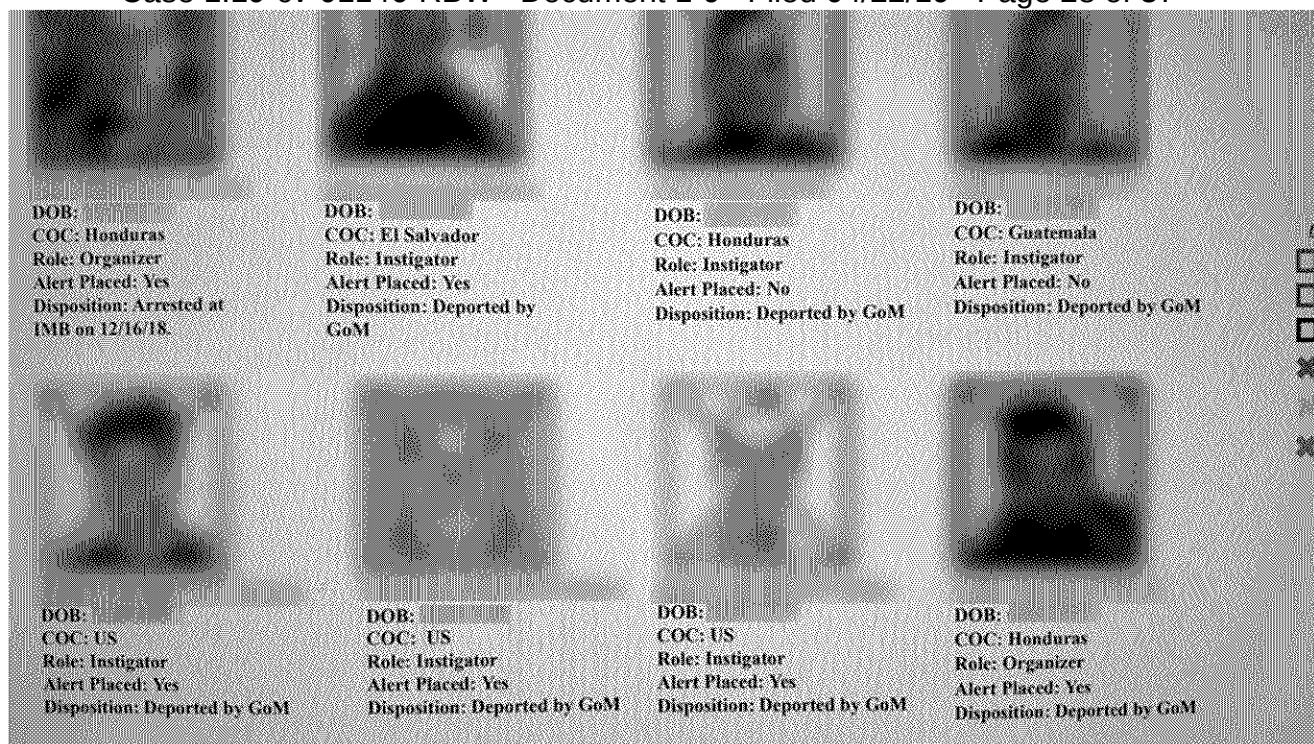 DOB:
COC: Honduras
Role: Organizer
Alert Placed: Yes
Disposition: Arrested at
IMB on 12/16/18.
DOB:
COC: El Salvador
Role: Instigator
Alert Placed: Yes
Disposition: Deported by
GoM
DOB:
COC: Honduras
Role: Instigator
Alert Placed: No
Disposition: Deported by GoM
DOB:
COC: Guatemala
Role: Instigator
Alert Placed: No
Disposition: Deported by GoM
DOB:
COC: US
Role: Instigator
Alert Placed: Yes
Disposition: Deported by GoM
DOB:
COC: US
Role: Instigator
Alert Placed: Yes
Disposition: Deported by GoM
DOB:
COC: US
Role: Instigator
Alert Placed: Yes
Disposition: Deported by GoM
DOB:
COC: Honduras
Role: Organizer
Alert Placed: Yes
Disposition: Deported by GoM